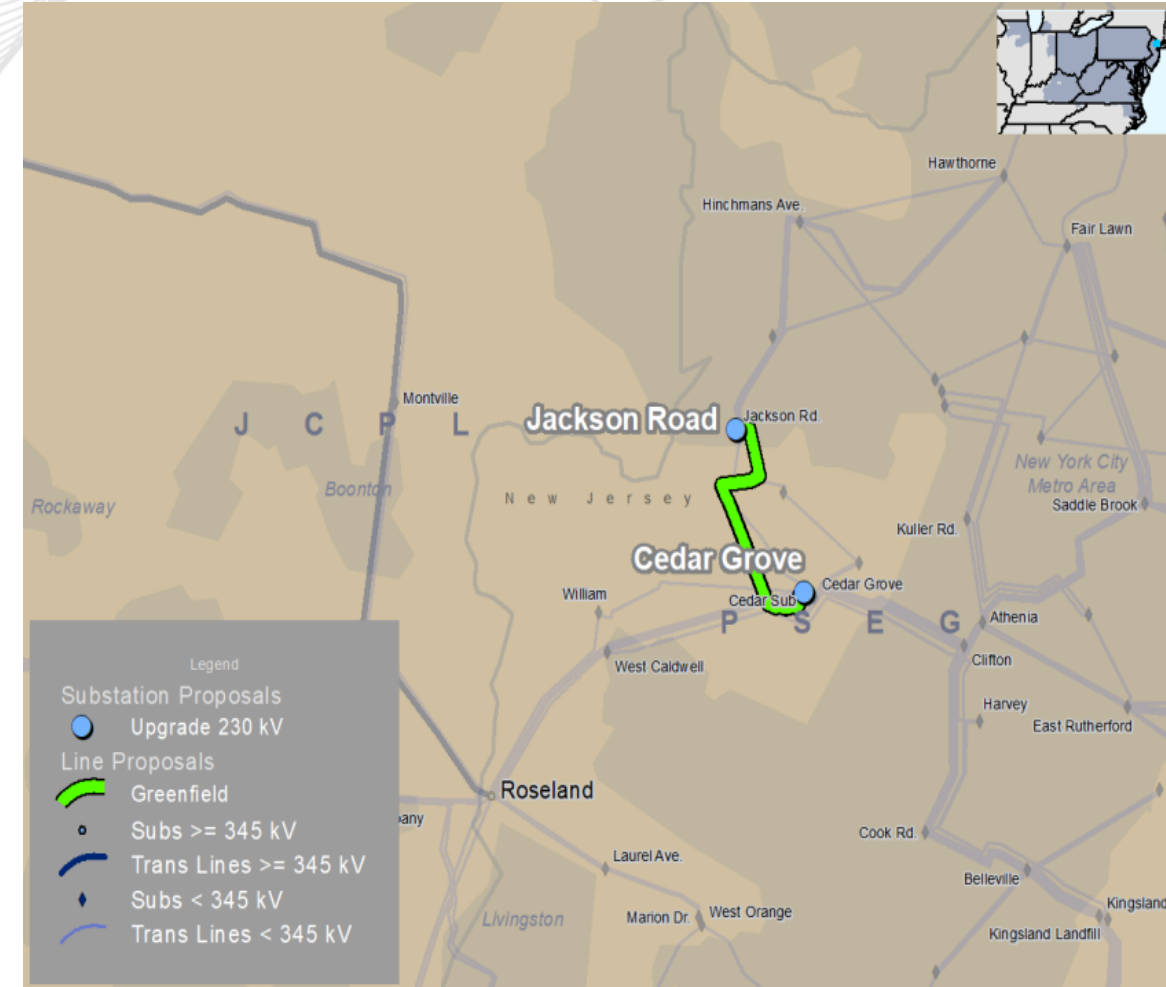 Hawthorne
Hinchmans Ave.
Fair Lawn
Montville
J C P L
Jackson Road
Jackson Rd.
New York City
Metro Area
Boonton
New Jersey
Rockaway
Saddle Brook
Kuller Rd.
Cedar Grove
Cedar Grove
William
Cedar Sub
P S E G
Athenia
West Caldwell
Clifton
Harvey
East Rutherford
Roseland
Cook Rd.
Laurel Ave.
Belleville
Livingston
Marion Dr.
West Orange
Kingsland
Kingsland Landfill
Legend
Substation Proposals
Upgrade 230 kV
Line Proposals
Greenfield
Subs >= 345 kV
Trans Lines >= 345 kV
Subs < 345 kV
Trans Lines < 345 kV